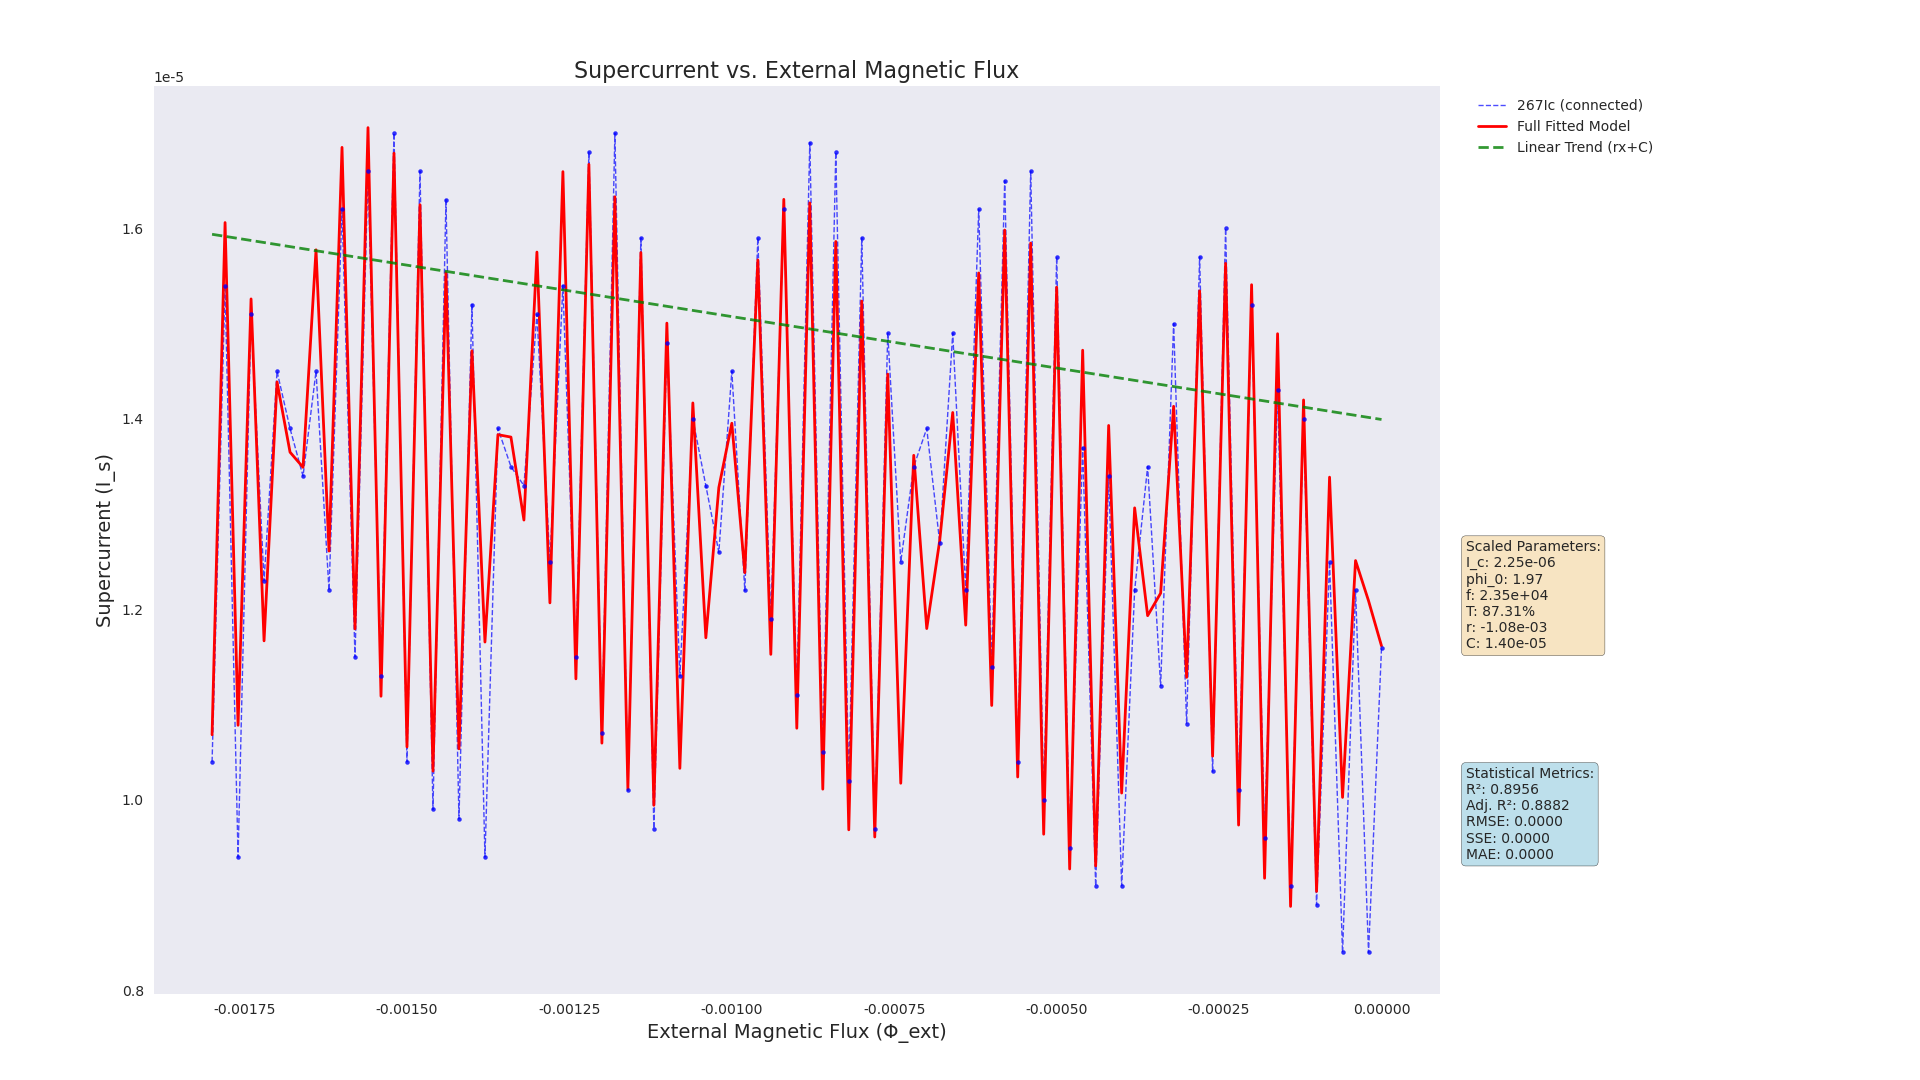 Supercurrent vs. External Magnetic Flux
1e-5
267Ic (connected)
Full Fitted Model
Linear Trend (rx+C)
1.6
1.4
1.2
1.0
0.8
Supercurrent (I_s)
Scaled Parameters:
I_c: 2.25e-06
phi_0: 1.97
f: 2.35e+04
T: 87.31%
r: -1.08e-03
C: 1.40e-05
Statistical Metrics:
R²: 0.8956
Adj. R²: 0.8882
RMSE: 0.0000
SSE: 0.0000
MAE: 0.0000
-0.00175 -0.00150 -0.00125 -0.00100 -0.00075 -0.00050 -0.00025 0.00000
External Magnetic Flux (Φ_ext)